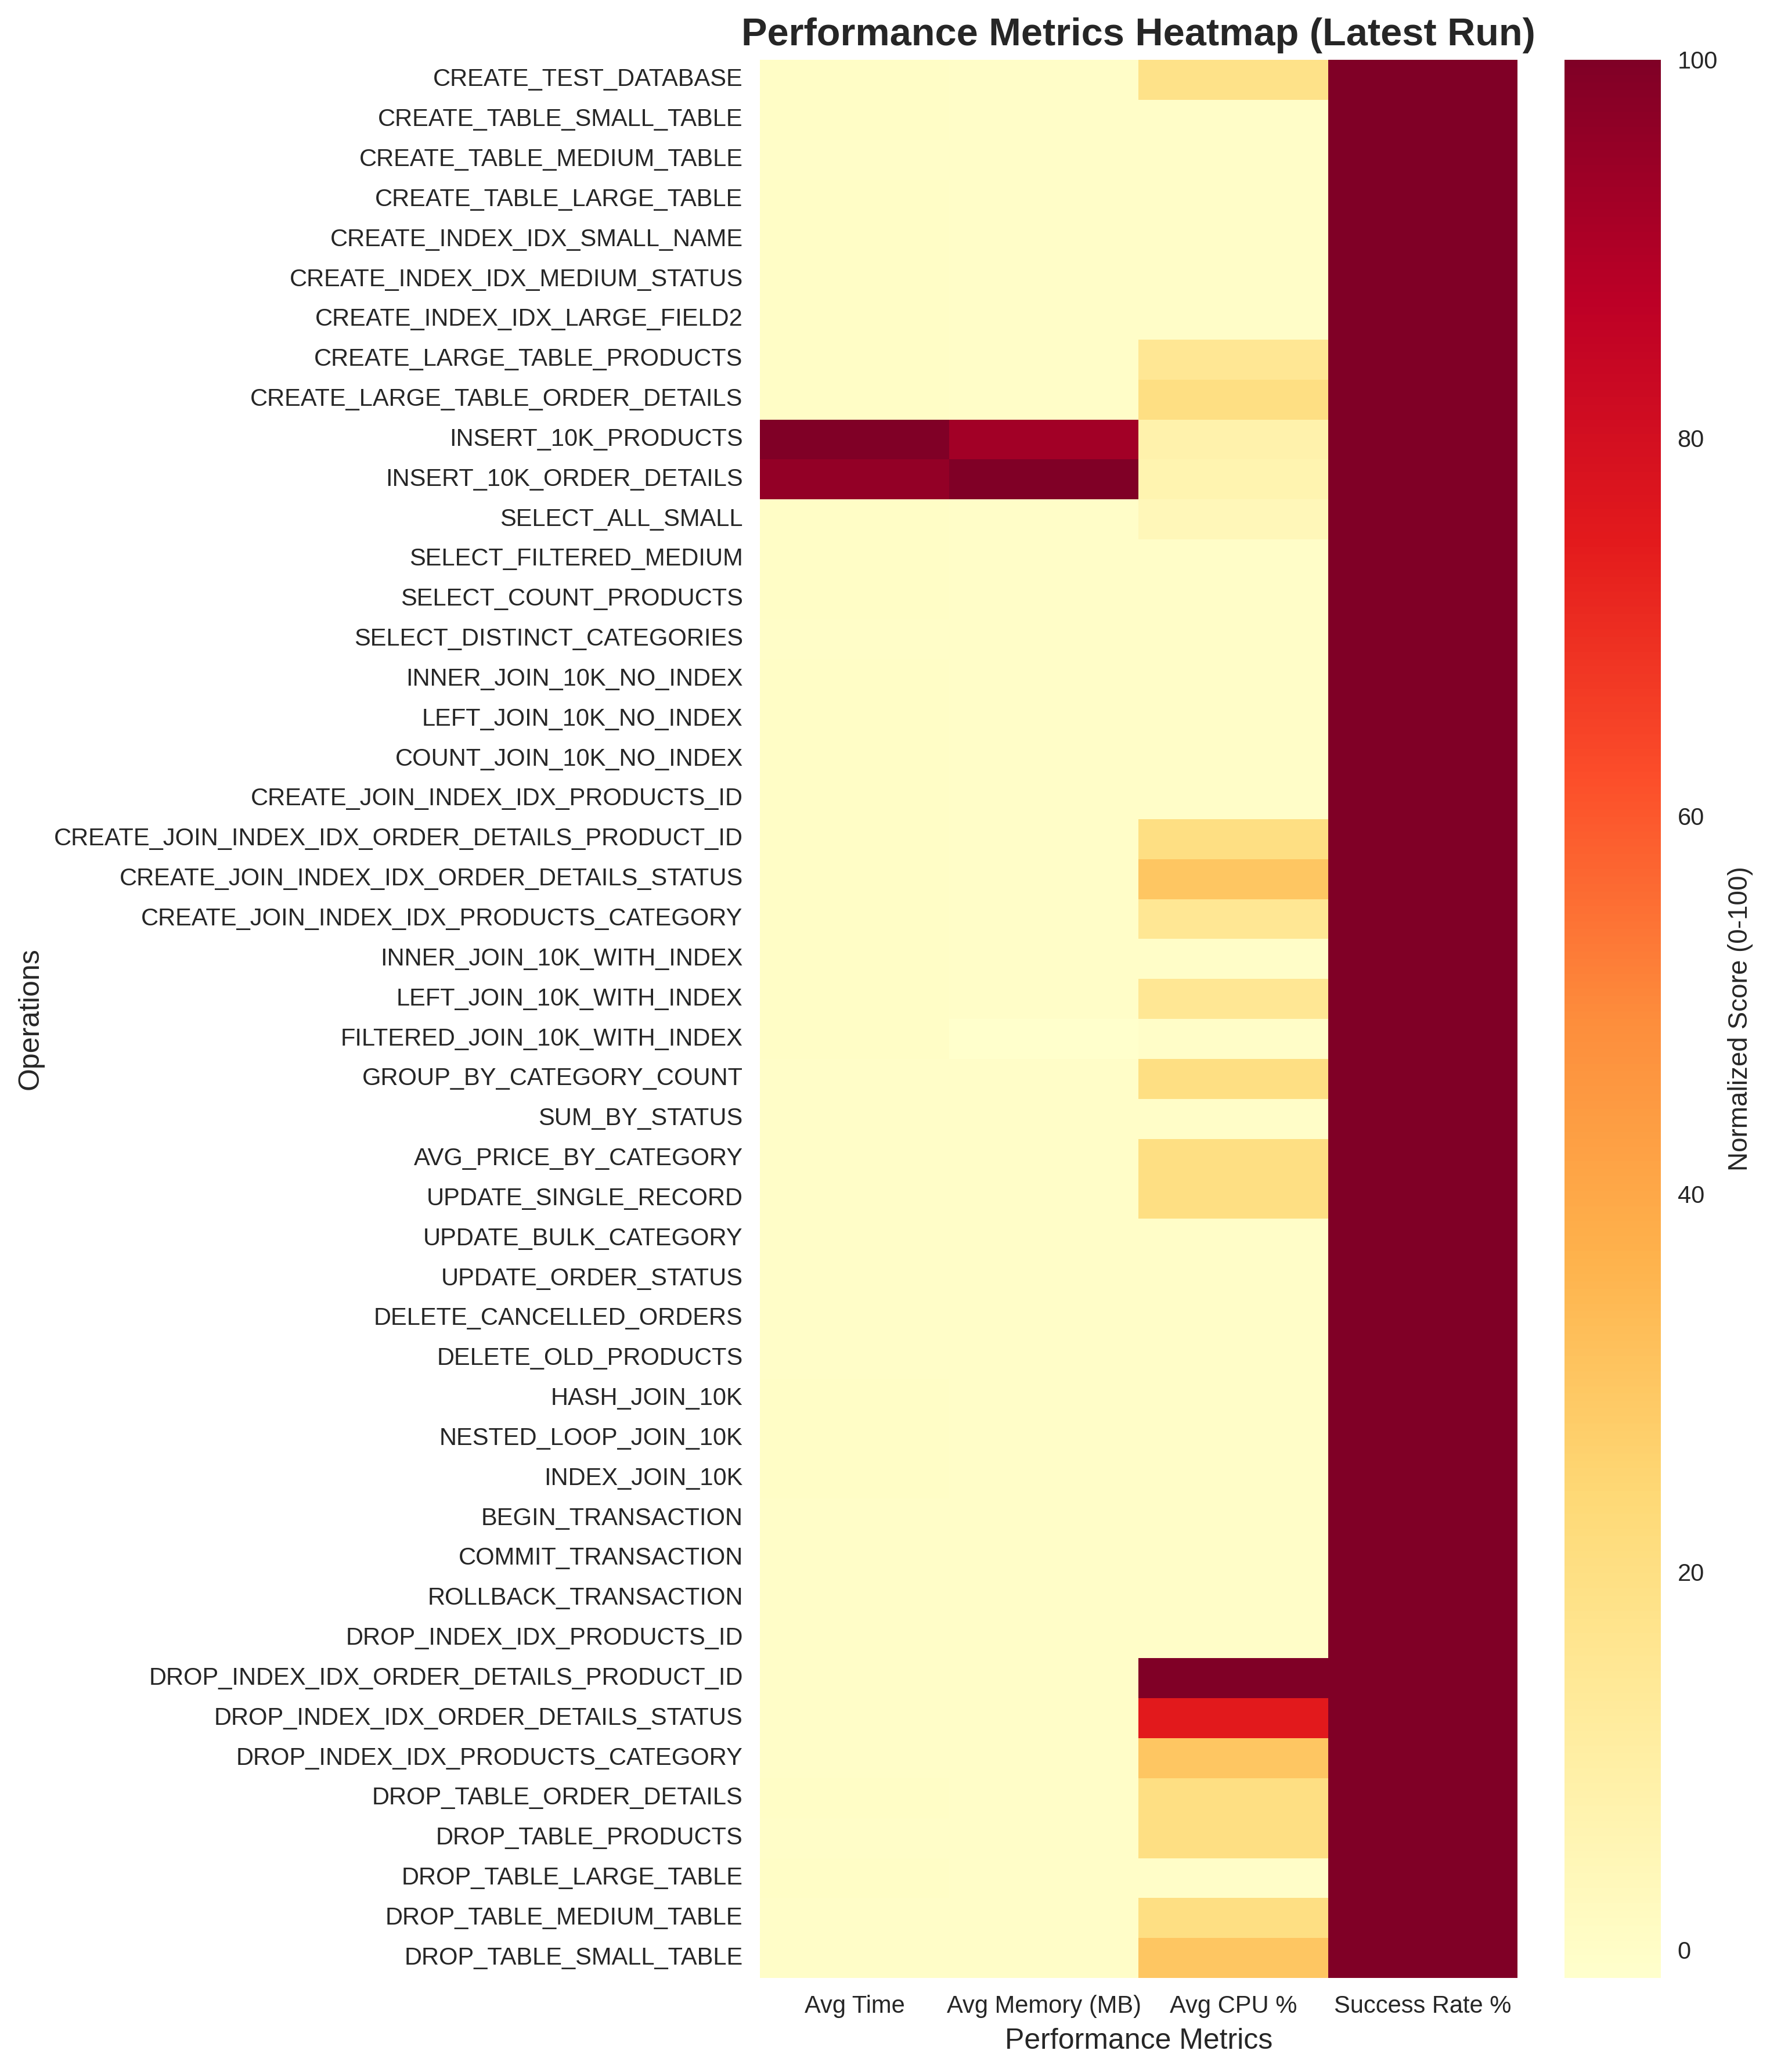 Performance Metrics Heatmap (Latest Run)
CREATE_TEST_DATABASE
CREATE_TABLE_SMALL_TABLE
CREATE_TABLE_MEDIUM_TABLE
CREATE_TABLE_LARGE_TABLE
CREATE_INDEX_IDX_SMALL_NAME
CREATE_INDEX_IDX_MEDIUM_STATUS
CREATE_INDEX_IDX_LARGE_FIELD2
CREATE_LARGE_TABLE_PRODUCTS
CREATE_LARGE_TABLE_ORDER_DETAILS
INSERT_10K_PRODUCTS
INSERT_10K_ORDER_DETAILS
SELECT_ALL_SMALL
SELECT_FILTERED_MEDIUM
SELECT_COUNT_PRODUCTS
SELECT_DISTINCT_CATEGORIES
INNER_JOIN_10K_NO_INDEX
LEFT_JOIN_10K_NO_INDEX
COUNT_JOIN_10K_NO_INDEX
CREATE_JOIN_INDEX_IDX_PRODUCTS_ID
CREATE_JOIN_INDEX_IDX_ORDER_DETAILS_PRODUCT_ID
CREATE_JOIN_INDEX_IDX_ORDER_DETAILS_STATUS
CREATE_JOIN_INDEX_IDX_PRODUCTS_CATEGORY
INNER_JOIN_10K_WITH_INDEX
LEFT_JOIN_10K_WITH_INDEX
FILTERED_JOIN_10K_WITH_INDEX
GROUP_BY_CATEGORY_COUNT
SUM_BY_STATUS
AVG_PRICE_BY_CATEGORY
UPDATE_SINGLE_RECORD
UPDATE_BULK_CATEGORY
UPDATE_ORDER_STATUS
DELETE_CANCELLED_ORDERS
DELETE_OLD_PRODUCTS
HASH_JOIN_10K
NESTED_LOOP_JOIN_10K
INDEX_JOIN_10K
BEGIN_TRANSACTION
COMMIT_TRANSACTION
ROLLBACK_TRANSACTION
DROP_INDEX_IDX_PRODUCTS_ID
DROP_INDEX_IDX_ORDER_DETAILS_PRODUCT_ID
DROP_INDEX_IDX_ORDER_DETAILS_STATUS
DROP_INDEX_IDX_PRODUCTS_CATEGORY
DROP_TABLE_ORDER_DETAILS
DROP_TABLE_PRODUCTS
DROP_TABLE_LARGE_TABLE
DROP_TABLE_MEDIUM_TABLE
DROP_TABLE_SMALL_TABLE
Operations
Avg Time Avg Memory (MB) Avg CPU % Success Rate %
Performance Metrics
100
80
60
40
20
0
Normalized Score (0-100)